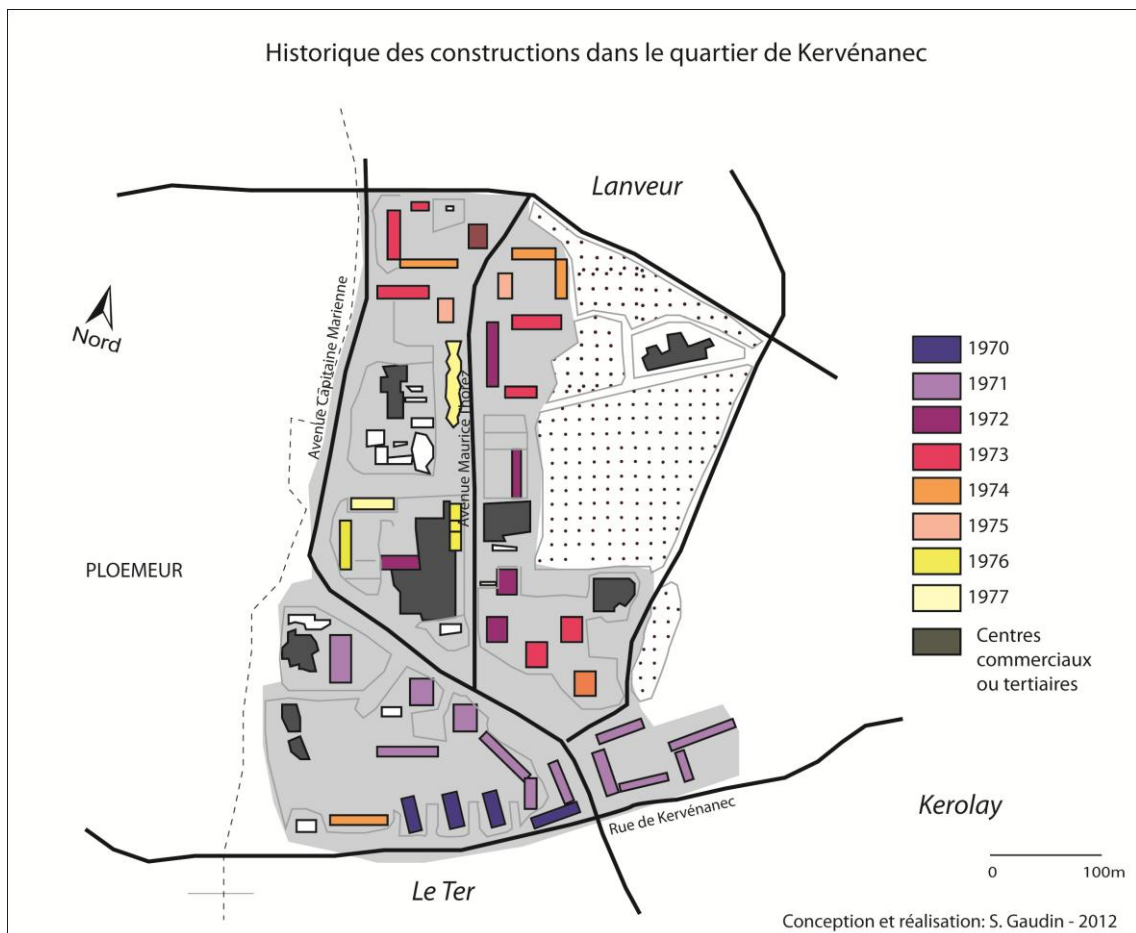 Historique des constructions dans le quartier de Kervénanec
Lanveur
Nord
Avenue Capitaine Marienne
Avenue Maurice Thorez
PLOEMEUR
1970
1971
1972
1973
1974
1975
1976
1977
Centres
commerciaux
ou tertiaires
Rue de Kervénanec
Kerolay
Le Ter
0 100m
Conception et réalisation: S. Gaudin - 2012